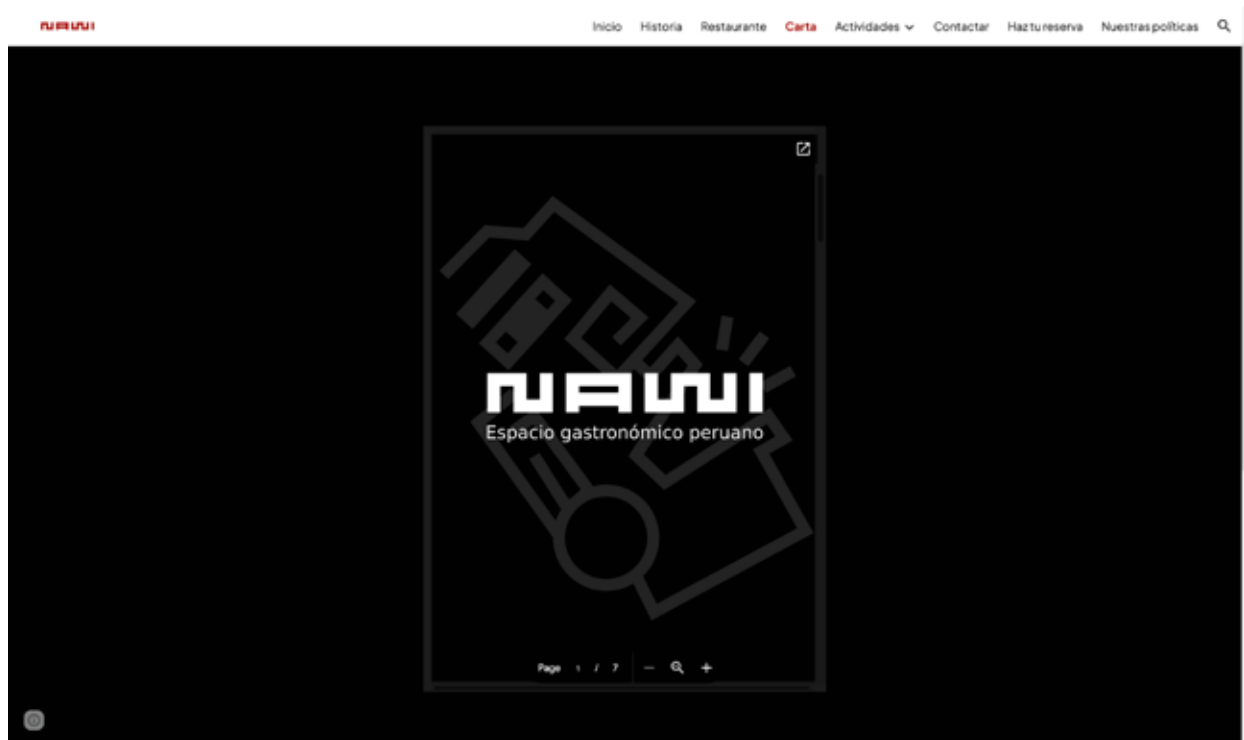 NAWI
Inicio Historia Restaurante Carta Actividades Contactar Haz tu reserva Nuestras políticas
NAWI
Espacio gastronómico peruano
Page 1 / 7